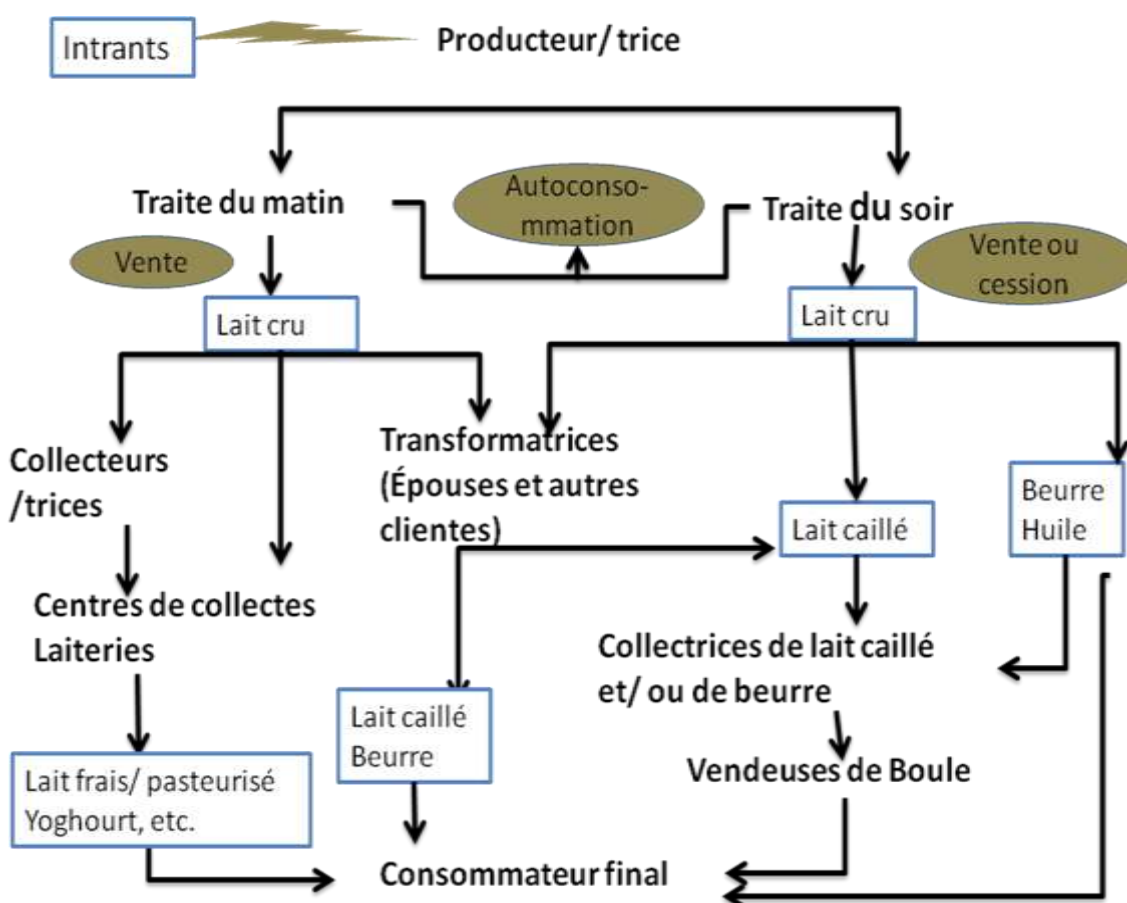 Intrants
Producteur/ trice
Traite du matin
Autoconso-
mmation
Traite du soir
Vente
Vente ou
cession
Lait cru
Lait cru
Collecteurs
/trices
Transformatrices
(Épouses et autres
clientes)
Lait caillé
Beurre
Huile
Centres de collectes
Laiteries
Collectrices de lait caillé
et/ ou de beurre
Lait caillé
Beurre
Vendeuses de Boule
Lait frais/ pasteurisé
Yoghourt, etc.
Consommateur final